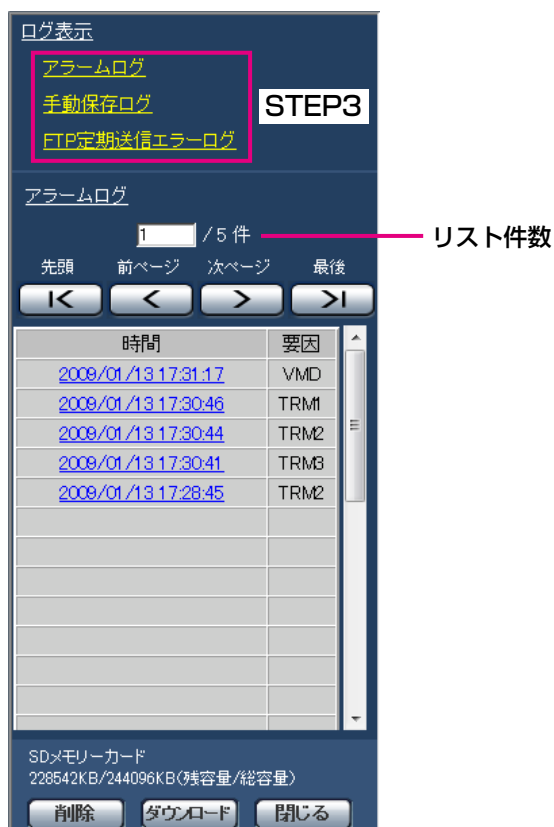 ログ表示
アラームログ
手動保存ログ
STEP3
FTP定期送信エラーログ
アラームログ
1 /5件
リスト件数
先頭 前ページ 次ページ 最後
|< < > >|
時間 要因
2009/01/13 17:31:17 VMD
2009/01/13 17:30:46 TRM1
2009/01/13 17:30:44 TRM2
2009/01/13 17:30:41 TRM3
2009/01/13 17:28:45 TRM2
SDメモリーカード
228542KB/244096KB(残容量/総容量)
削除 ダウンロード 閉じる